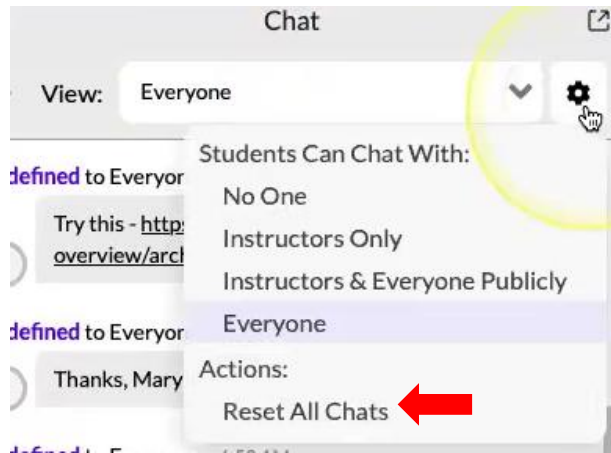 Chat
View: Everyone
Students Can Chat With:
defined to Everyon
No One
Try this - https
Instructors Only
overview/arch
Instructors & Everyone Publicly
defined to Everyon
Everyone
Actions:
Thanks, Mary
Reset All Chats